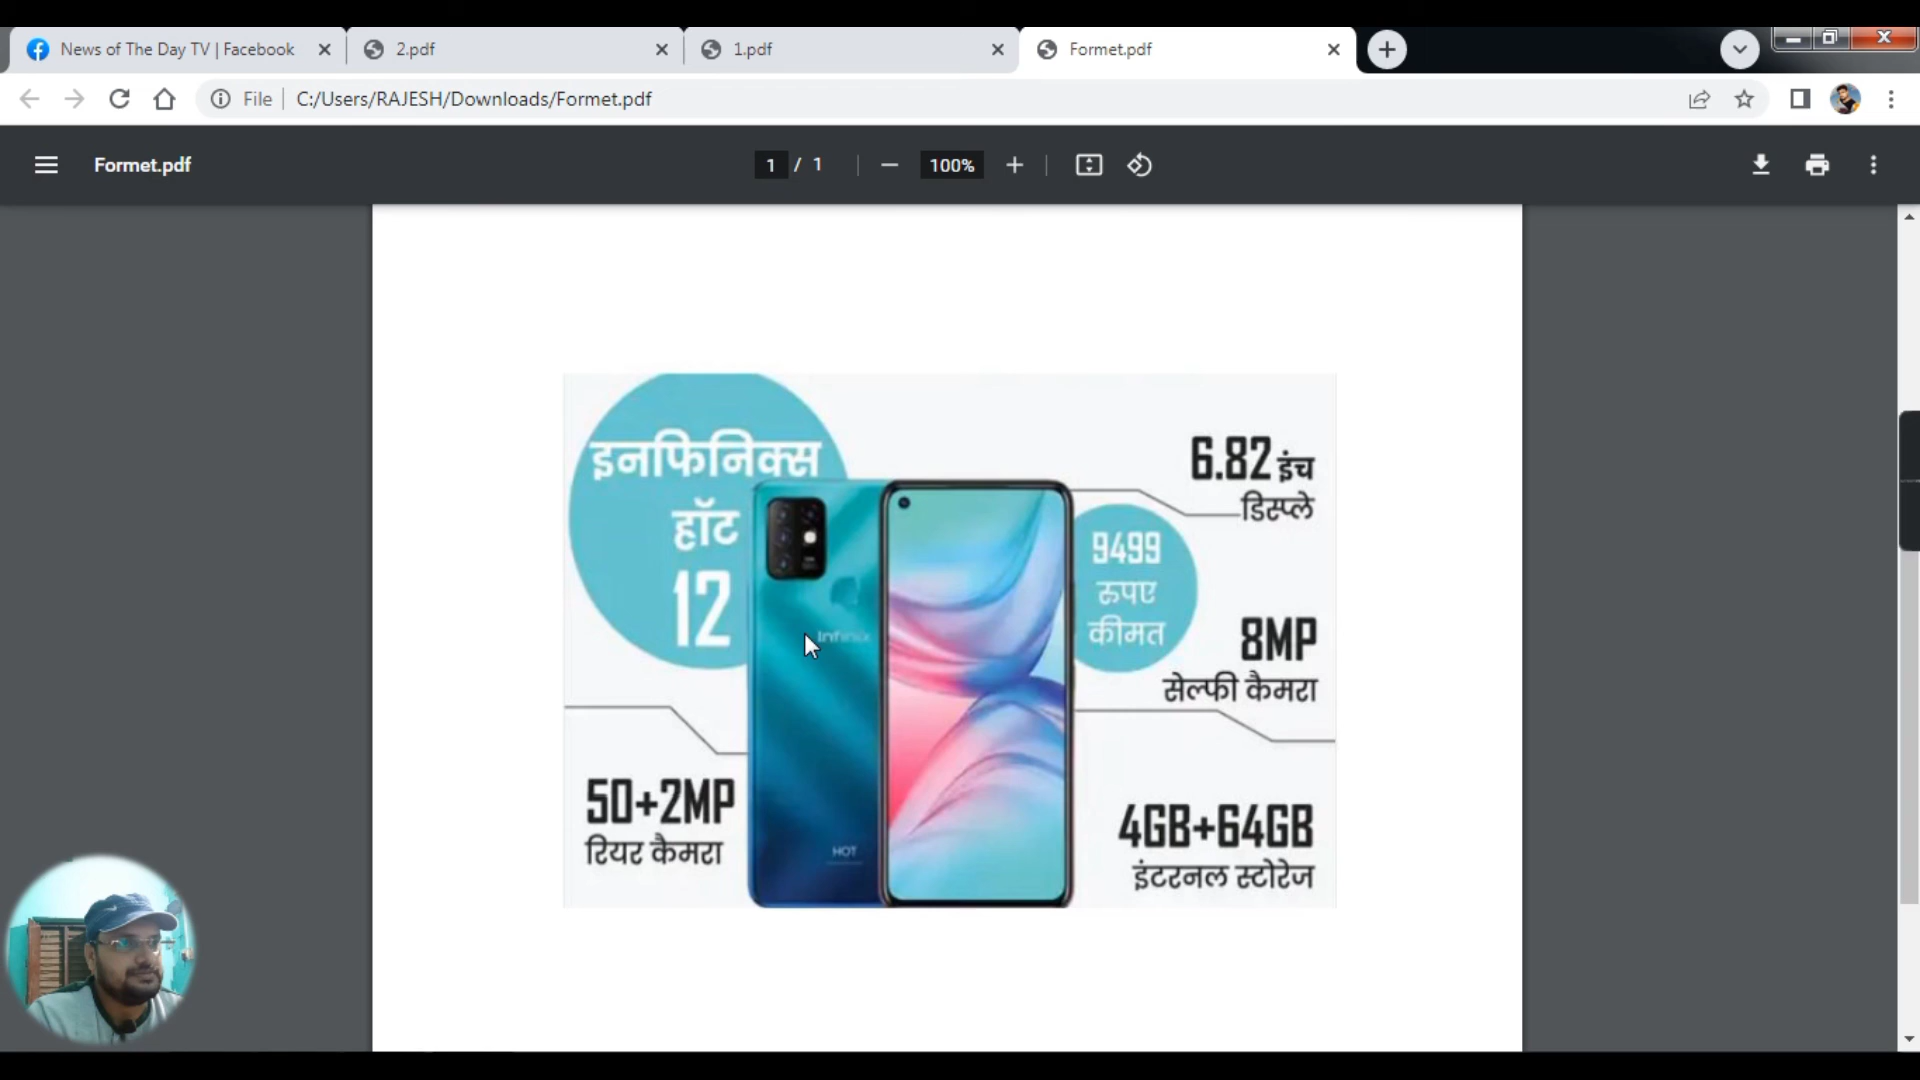 News of The Day TV | Facebook
2.pdf
1.pdf
Formet.pdf
File
C:/Users/RAJESH/Downloads/Formet.pdf
Formet.pdf
1 / 1
100%
इनफिनिक्स
हॉट
12
6.82 इंच
डिस्प्ले
9499
रुपए
कीमत
8MP
सेल्फी कैमरा
Infinix
50+2MP
रियर कैमरा
HOT
4GB+64GB
इंटरनल स्टोरेज